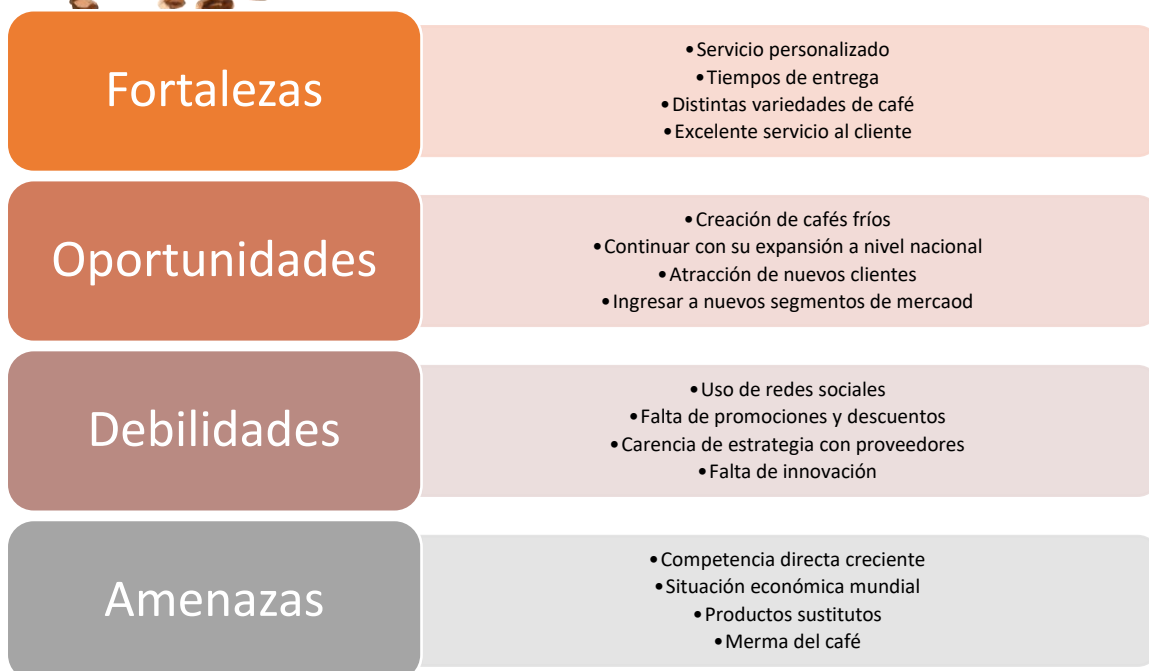 Fortalezas
•Servicio personalizado
•Tiempos de entrega
•Distintas variedades de café
•Excelente servicio al cliente
Oportunidades
•Creación de cafés fríos
•Continuar con su expansión a nivel nacional
•Atracción de nuevos clientes
•Ingresar a nuevos segmentos de mercaod
Debilidades
•Uso de redes sociales
•Falta de promociones y descuentos
•Carencia de estrategia con proveedores
•Falta de innovación
Amenazas
•Competencia directa creciente
•Situación económica mundial
•Productos sustitutos
•Merma del café